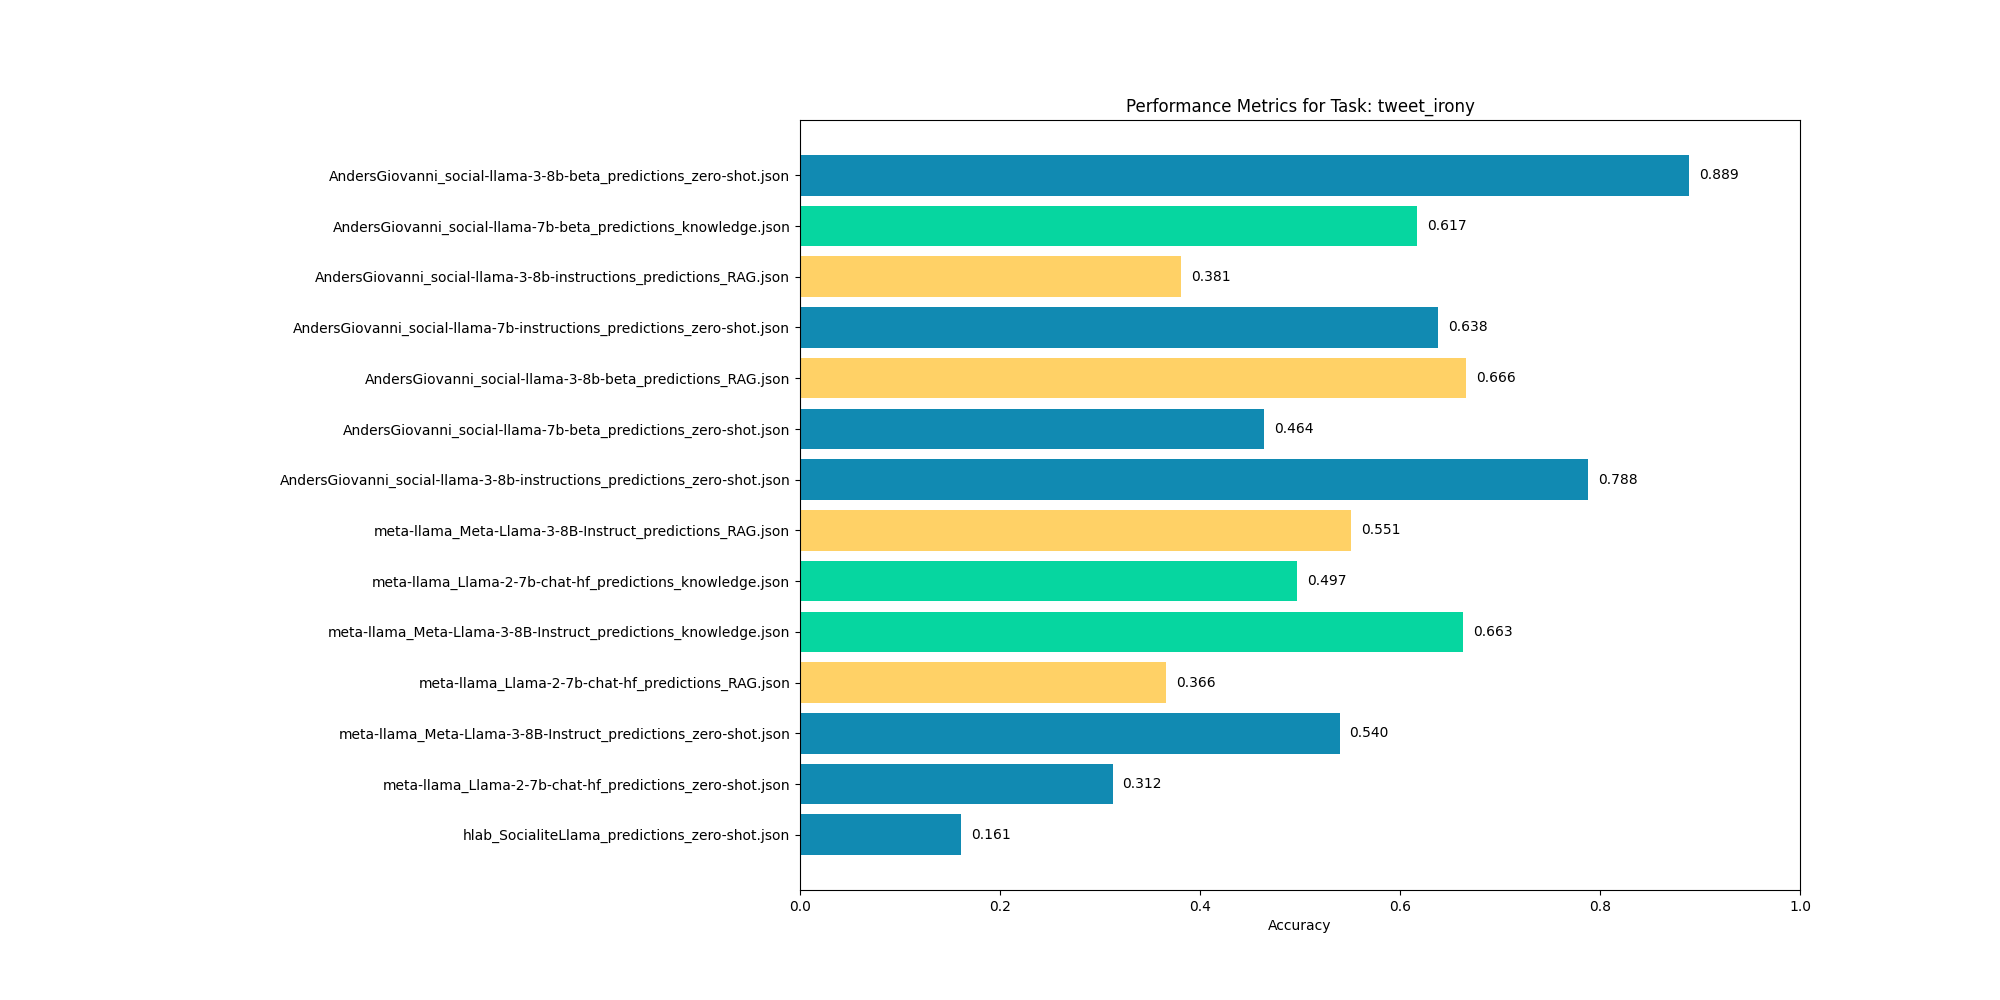 Performance Metrics for Task: tweet_irony
AndersGiovanni_social-llama-3-8b-beta_predictions_zero-shot.json 0.889
AndersGiovanni_social-llama-7b-beta_predictions_knowledge.json 0.617
AndersGiovanni_social-llama-3-8b-instructions_predictions_RAG.json 0.381
AndersGiovanni_social-llama-7b-instructions_predictions_zero-shot.json 0.638
AndersGiovanni_social-llama-3-8b-beta_predictions_RAG.json 0.666
AndersGiovanni_social-llama-7b-beta_predictions_zero-shot.json 0.464
AndersGiovanni_social-llama-3-8b-instructions_predictions_zero-shot.json 0.788
meta-llama_Meta-Llama-3-8B-Instruct_predictions_RAG.json 0.551
meta-llama_Llama-2-7b-chat-hf_predictions_knowledge.json 0.497
meta-llama_Meta-Llama-3-8B-Instruct_predictions_knowledge.json 0.663
meta-llama_Llama-2-7b-chat-hf_predictions_RAG.json 0.366
meta-llama_Meta-Llama-3-8B-Instruct_predictions_zero-shot.json 0.540
meta-llama_Llama-2-7b-chat-hf_predictions_zero-shot.json 0.312
hlab_SocialiteLlama_predictions_zero-shot.json 0.161
0.0 0.2 0.4 0.6 0.8 1.0
Accuracy